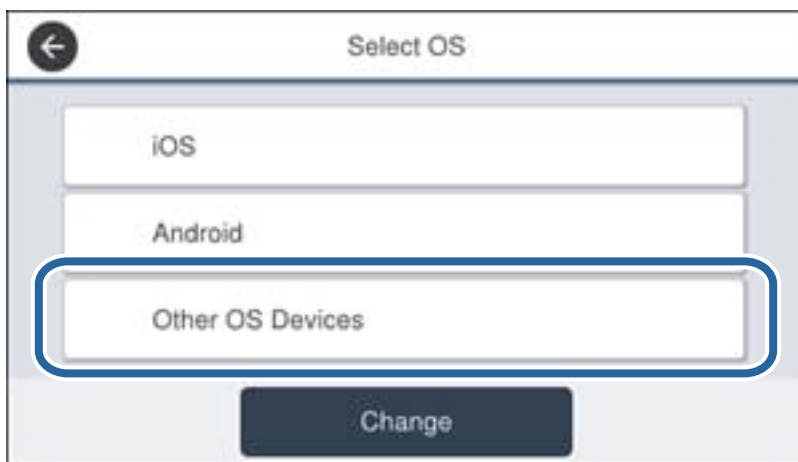 Select OS
iOS
Android
Other OS Devices
Change